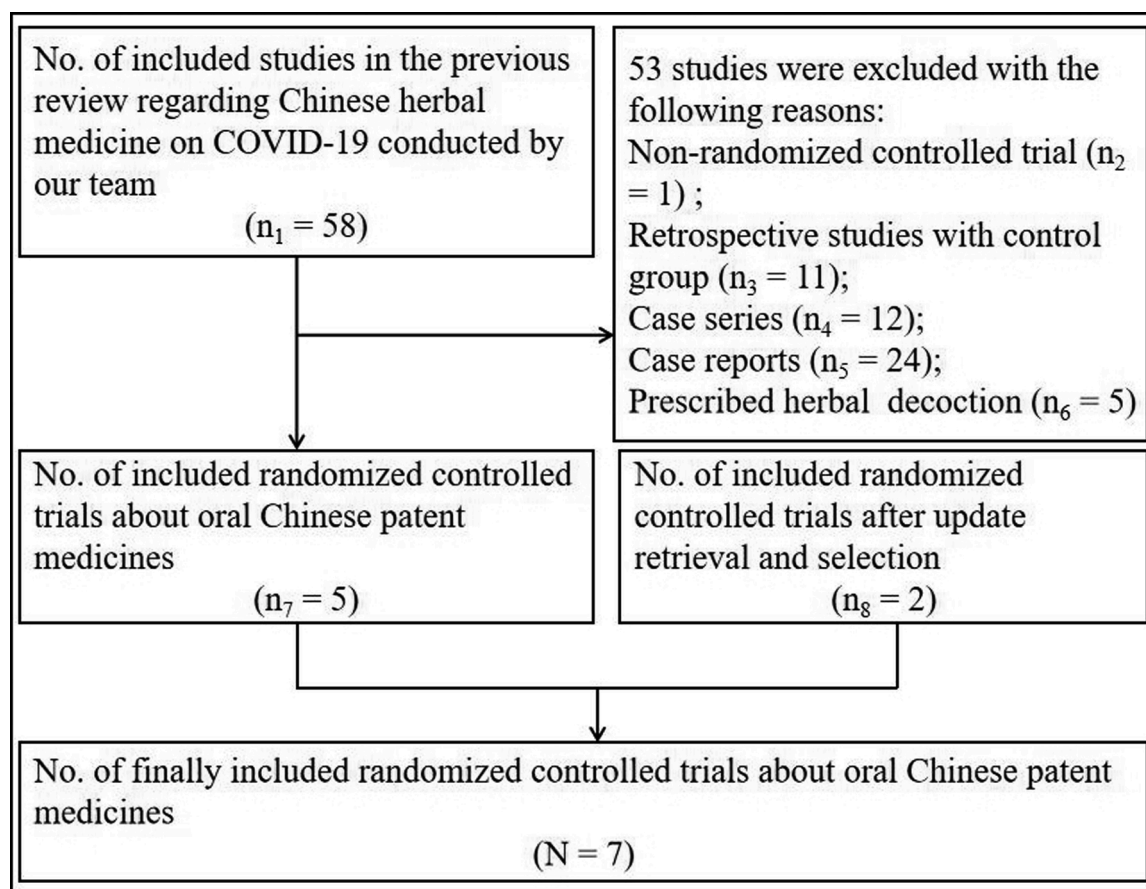 No. of included studies in the previous
review regarding Chinese herbal
medicine on COVID-19 conducted by
our team
(n₁ = 58)
53 studies were excluded with the
following reasons:
Non-randomized controlled trial (n₂
= 1) ;
Retrospective studies with control
group (n₃ = 11);
Case series (n₄ = 12);
Case reports (n₅ = 24);
Prescribed herbal decoction (n₆ = 5)
No. of included randomized controlled
trials about oral Chinese patent
medicines
(n₇ = 5)
No. of included randomized
controlled trials after update
retrieval and selection
(n₈ = 2)
No. of finally included randomized controlled trials about oral Chinese patent
medicines
(N = 7)